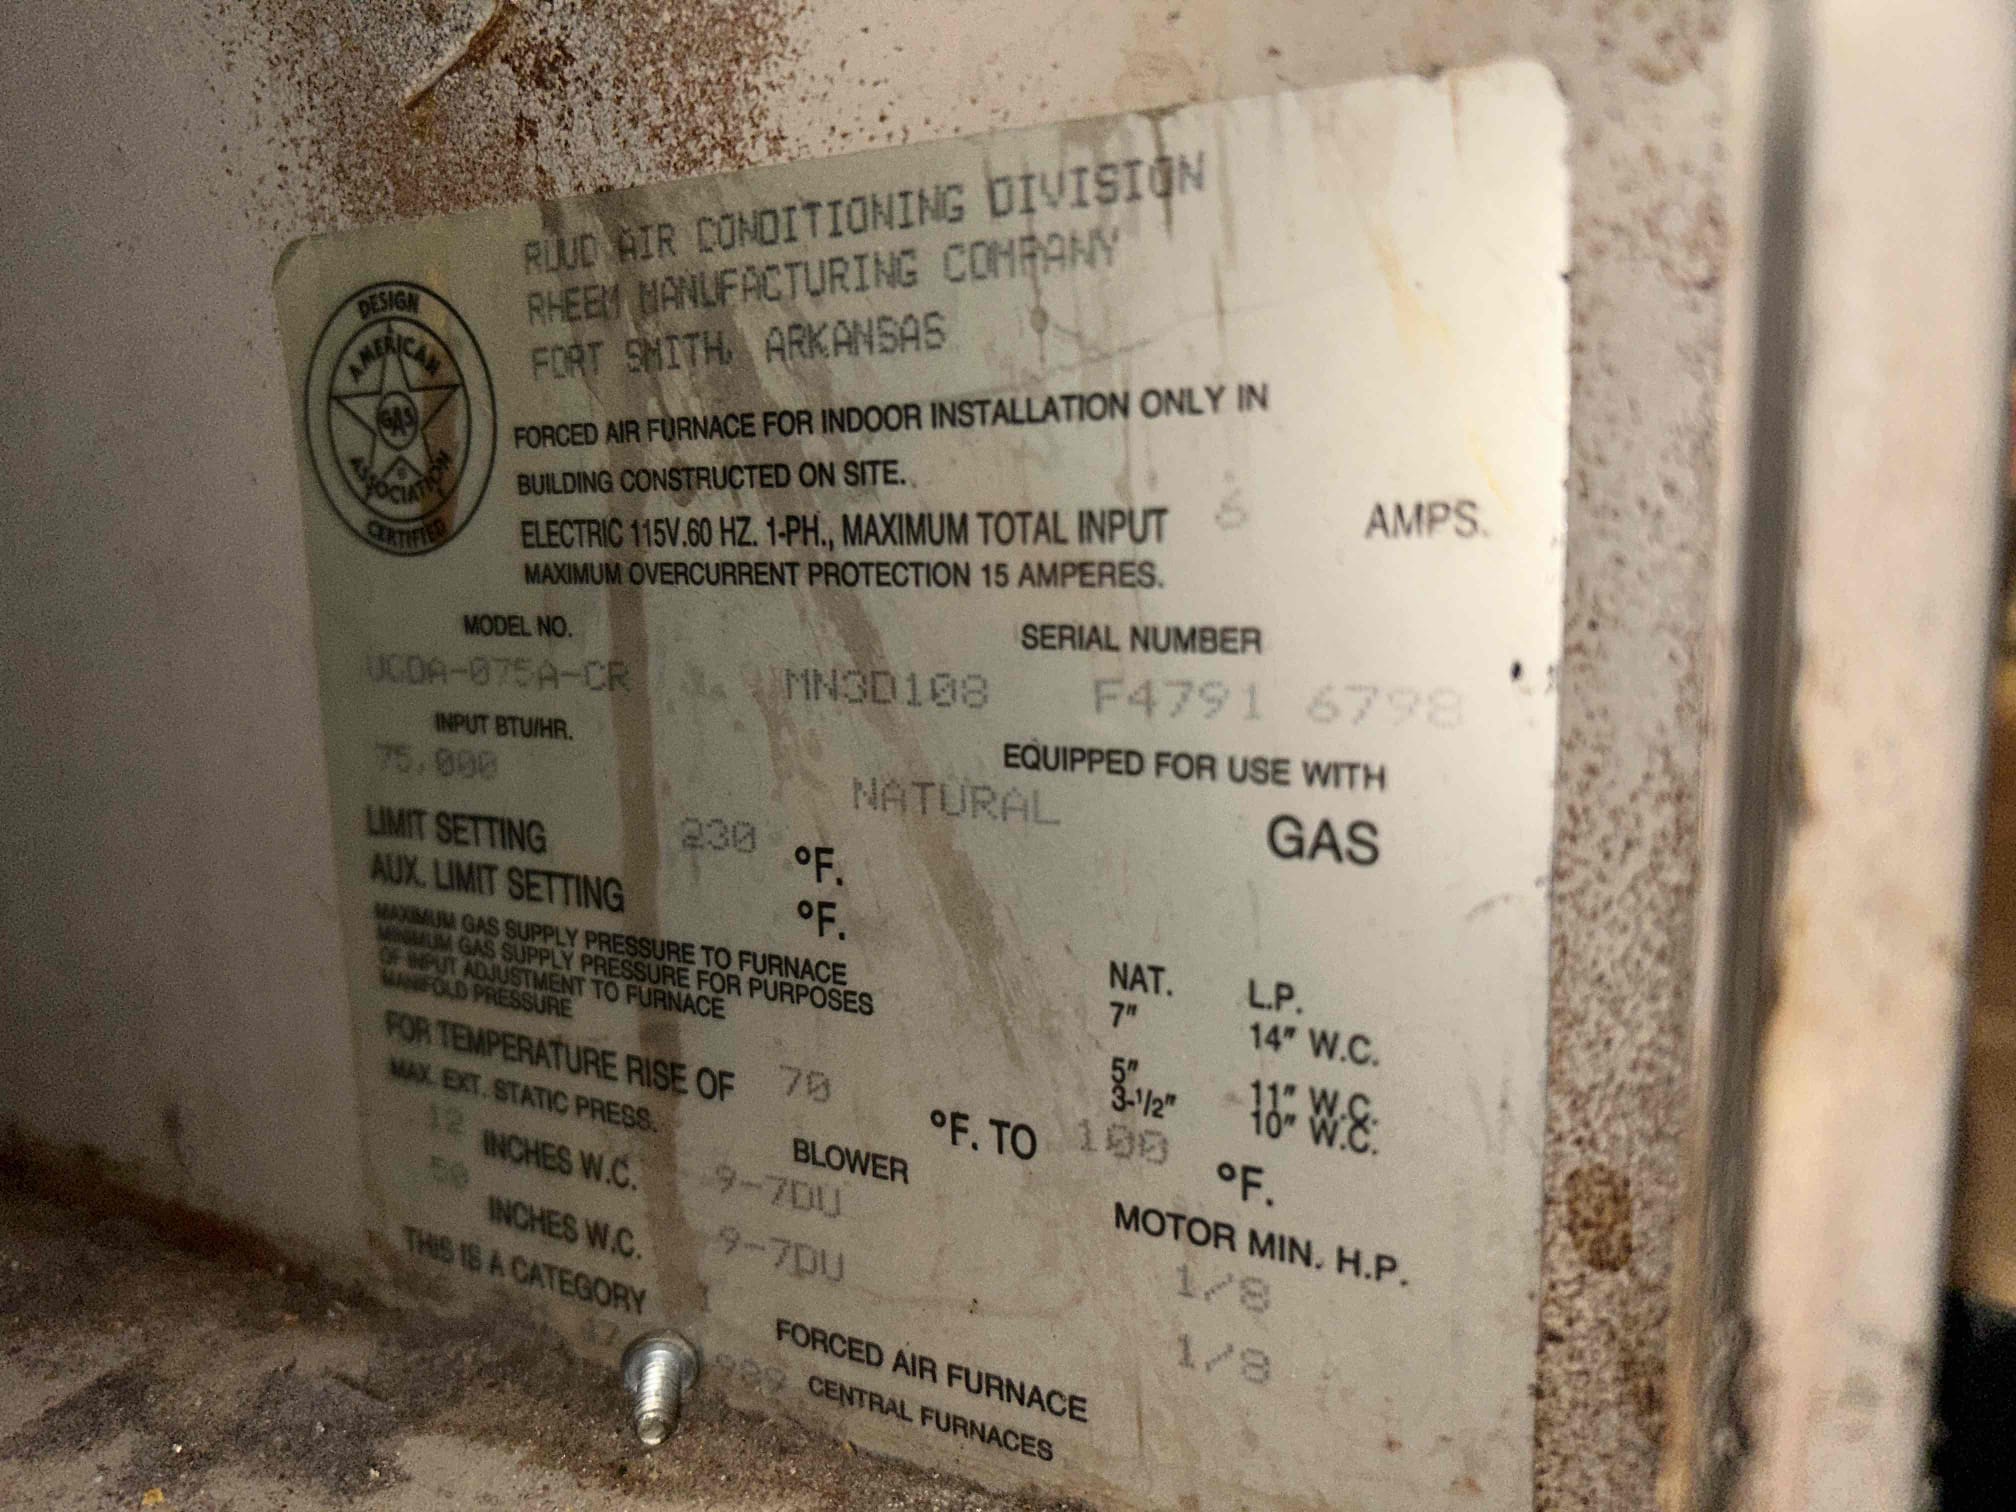 RUUD AIR CONDITIONING DIVISION
RHEEM MANUFACTURING COMPANY
FORT SMITH, ARKANSAS
DESIGN
AMERICAN
GAS
ASSOCIATION
CERTIFIED
FORCED AIR FURNACE FOR INDOOR INSTALLATION ONLY IN
BUILDING CONSTRUCTED ON SITE.
ELECTRIC 115V.60 HZ. 1-PH., MAXIMUM TOTAL INPUT 6 AMPS.
MAXIMUM OVERCURRENT PROTECTION 15 AMPERES.
MODEL NO. SERIAL NUMBER
UGDA-075A-CR MN3D108 F4791 6798
INPUT BTU/HR. EQUIPPED FOR USE WITH
75,000 NATURAL GAS
LIMIT SETTING 230 °F.
AUX. LIMIT SETTING °F.
NAT. L.P.
MAXIMUM GAS SUPPLY PRESSURE TO FURNACE 7" 14" W.C.
MINIMUM GAS SUPPLY PRESSURE FOR PURPOSES
OF INPUT ADJUSTMENT TO FURNACE 5" 11" W.C.
MANIFOLD PRESSURE 3-1/2" 10" W.C.
FOR TEMPERATURE RISE OF 70 °F. TO 100 °F.
MAX. EXT. STATIC PRESS. BLOWER MOTOR MIN. H.P.
12 INCHES W.C. 9-7DU 1/8
50 INCHES W.C. 9-7DU 1/8
THIS IS A CATEGORY I FORCED AIR FURNACE
CENTRAL FURNACES